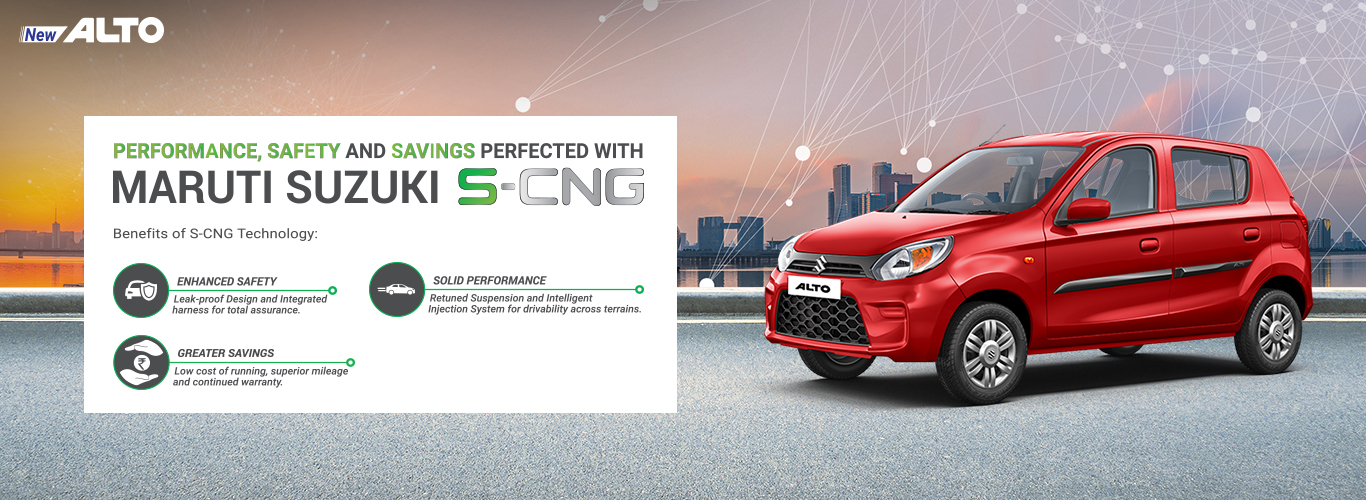 New ALTO
PERFORMANCE, SAFETY AND SAVINGS PERFECTED WITH
MARUTI SUZUKI S-CNG
Benefits of S-CNG Technology:
ENHANCED SAFETY
Leak-proof Design and Integrated
harness for total assurance.
SOLID PERFORMANCE
Retuned Suspension and Intelligent
Injection System for drivability across terrains.
₹
GREATER SAVINGS
Low cost of running, superior mileage
and continued warranty.
ALTO